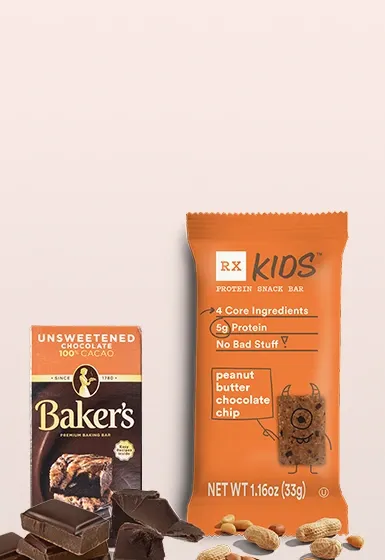 RX KIDS™
PROTEIN SNACK BAR
4 Core Ingredients
5g Protein
No Bad Stuff
peanut
butter
chocolate
chip
NET WT 1.16oz (33g)
U
UNSWEETENED
CHOCOLATE
100% CACAO
• SINCE 1780 •
Baker's
PREMIUM BAKING BAR
Easy
Recipes
Inside